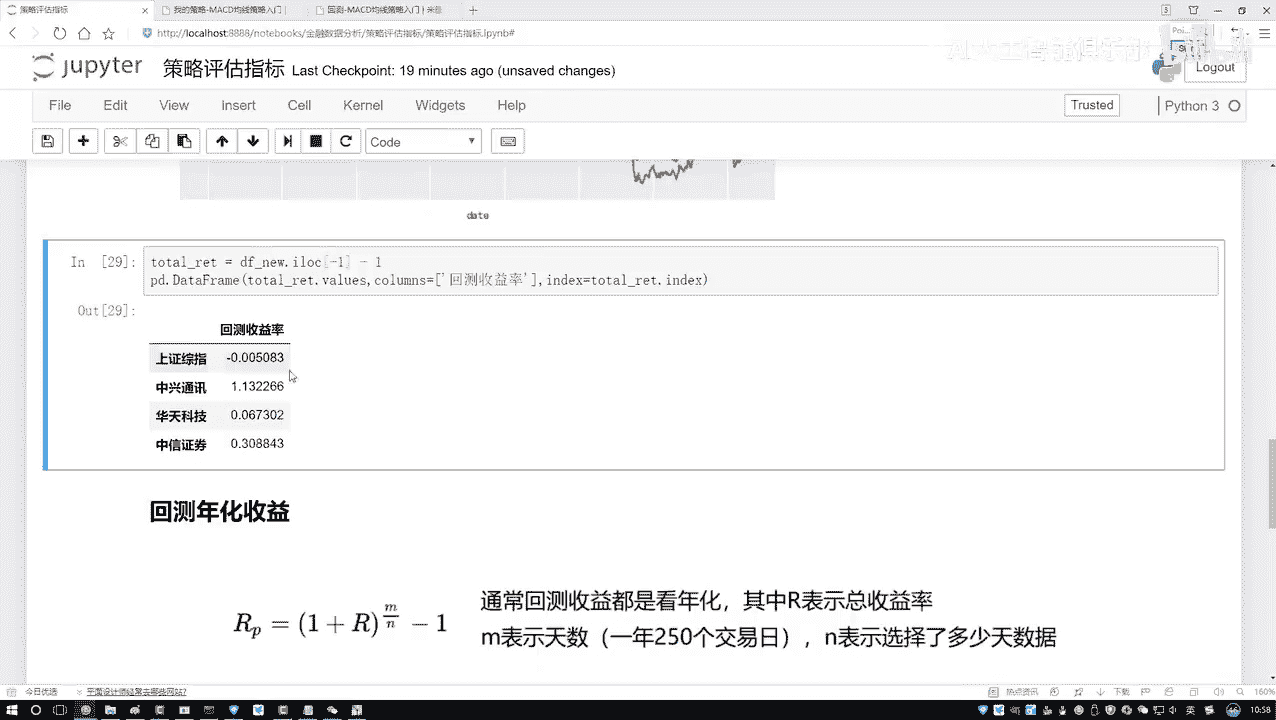 策略评估指标
我的策略-MACD均线策略入门
回测-MACD均线策略入门
http://localhost:8888/notebooks/金融数据分析/策略评估指标/策略评估指标.ipynb#
jupyter 策略评估指标 Last Checkpoint: 19 minutes ago (unsaved changes)
Logout
File Edit View Insert Cell Kernel Widgets Help
Trusted
Python 3
Code
date
In [29]: total_ret = df_new.iloc[-1] - 1
pd.DataFrame(total_ret.values,columns=['回测收益率'],index=total_ret.index)
Out[29]:
回测收益率
上证综指 -0.005083
中兴通讯 1.132266
华天科技 0.067302
中信证券 0.308843
回测年化收益
R_p = (1 + R)^{m/n} - 1
通常回测收益都是看年化，其中R表示总收益率
m表示天数（一年250个交易日），n表示选择了多少天数据
今日优选
热点资讯
下载
160%
10:58